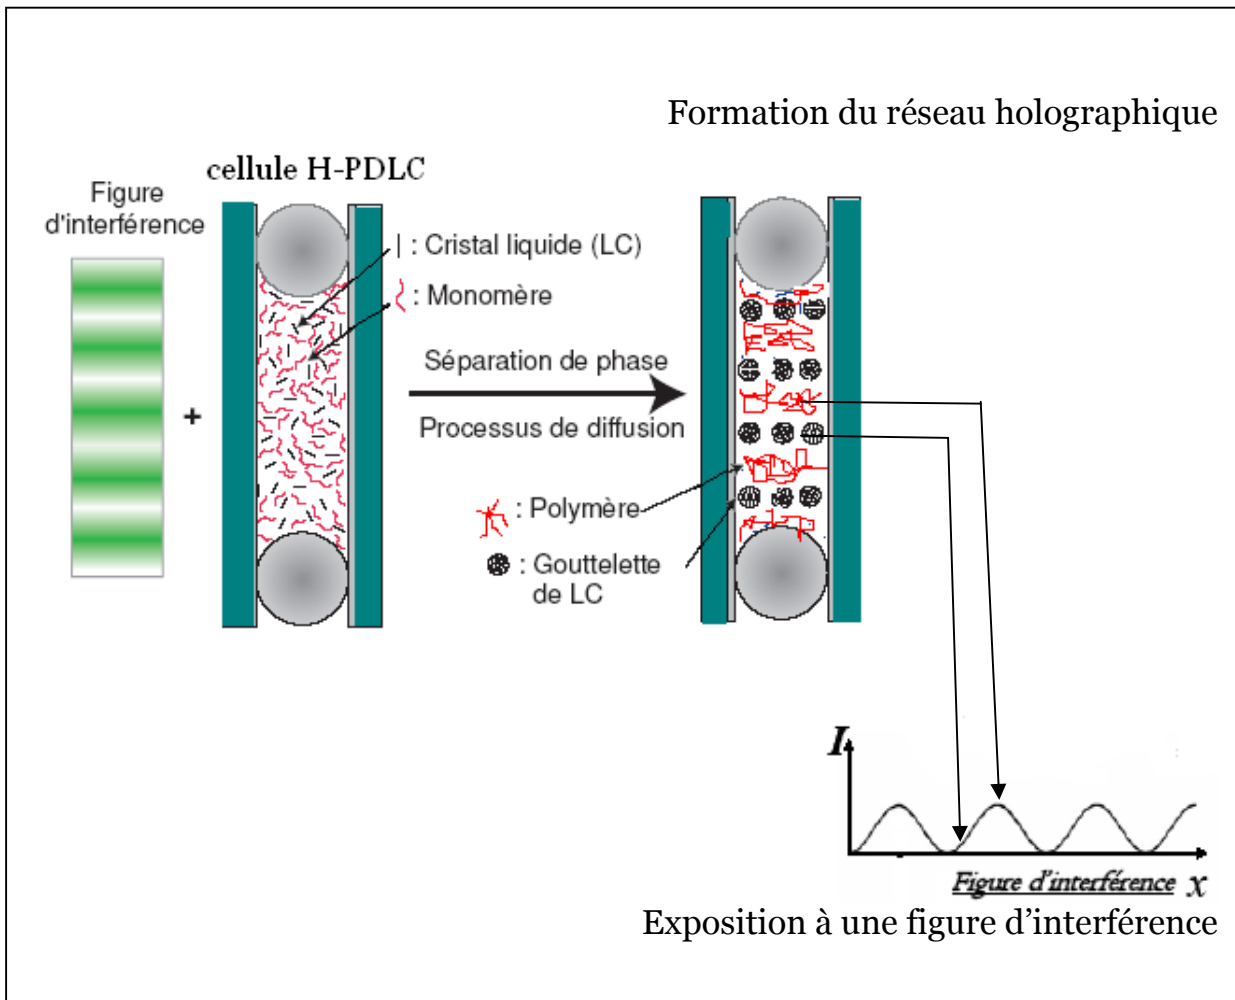 Formation du réseau holographique
cellule H-PDLC
Figure
d'interférence
| : Cristal liquide (LC)
: Monomère
+
Séparation de phase
Processus de diffusion
: Polymère
: Gouttelette
de LC
I
Figure d'interférence x
Exposition à une figure d’interférence